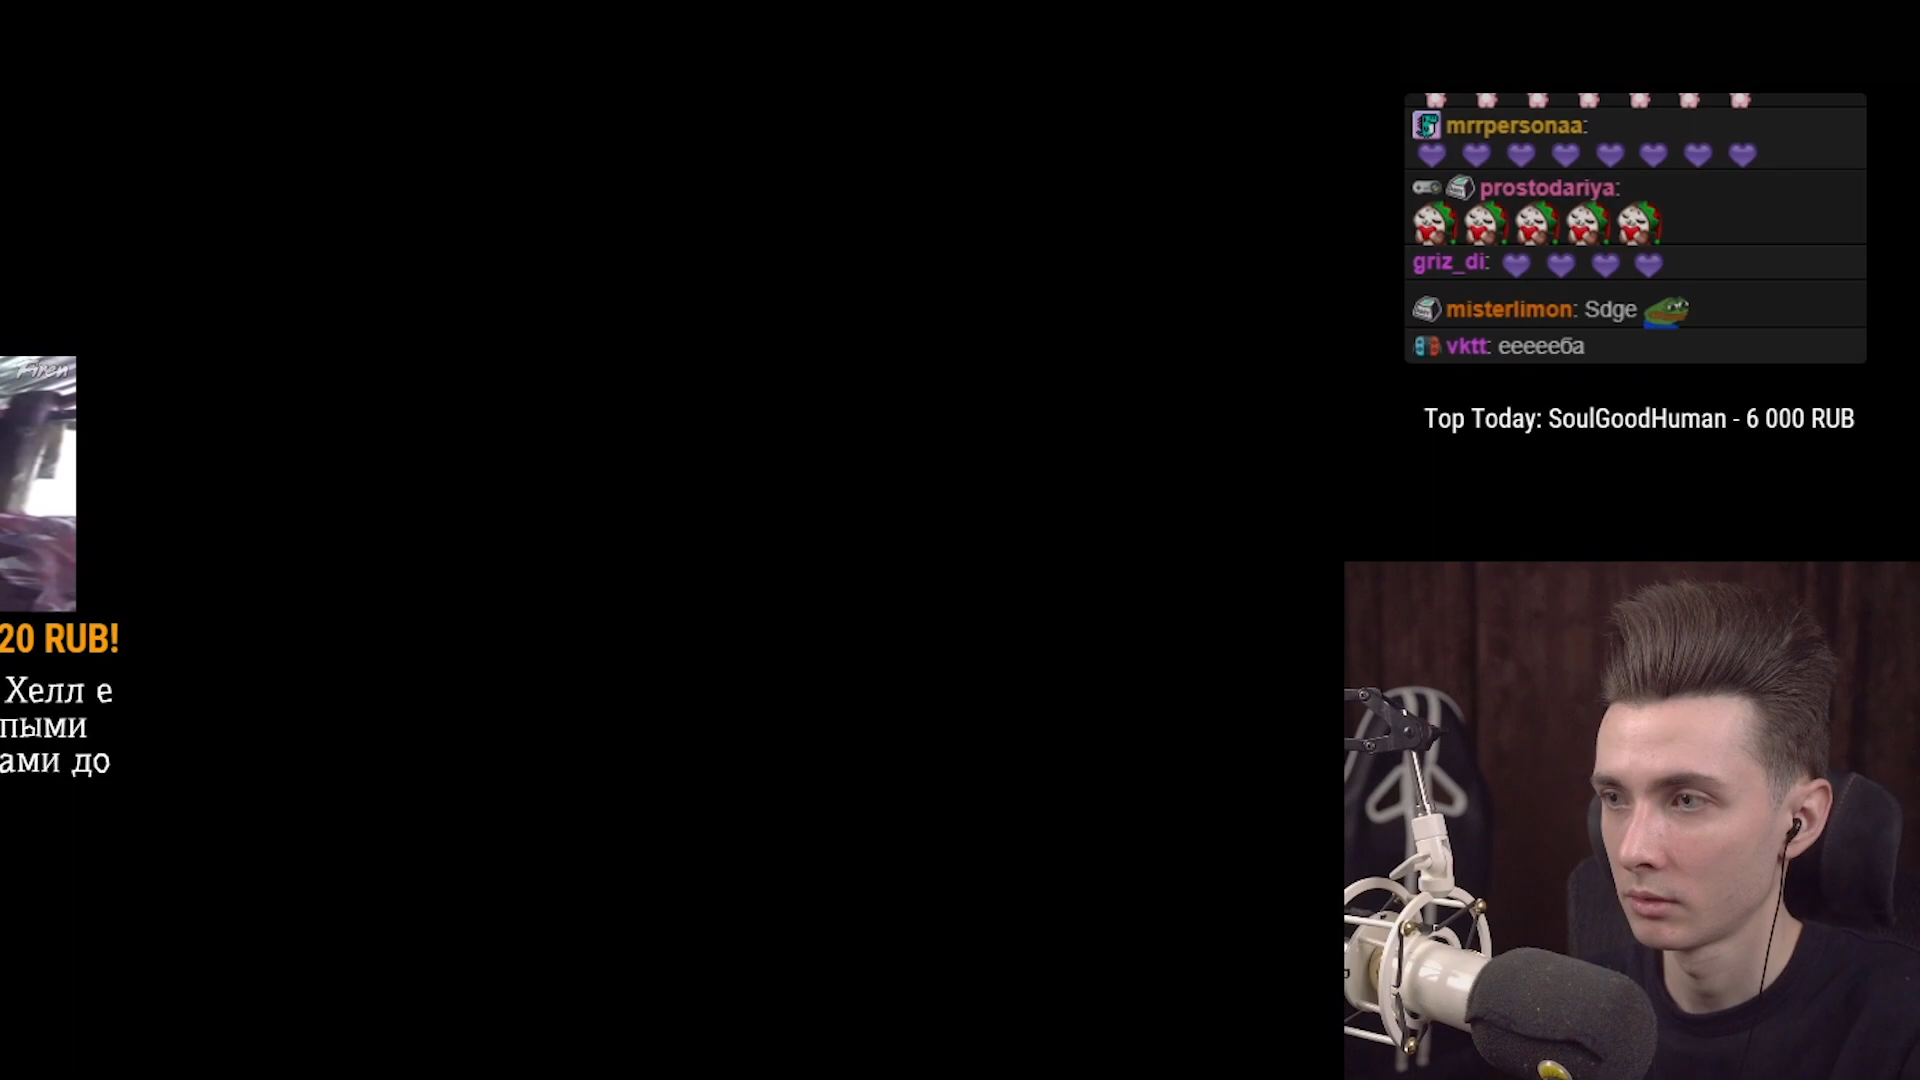 mrrpersonaa:
prostodariya:
griz_di:
misterlimon: Sdge
vktt: еееееба
Top Today: SoulGoodHuman - 6 000 RUB
Firen
20 RUB!
Хелл е
пыми
ами до